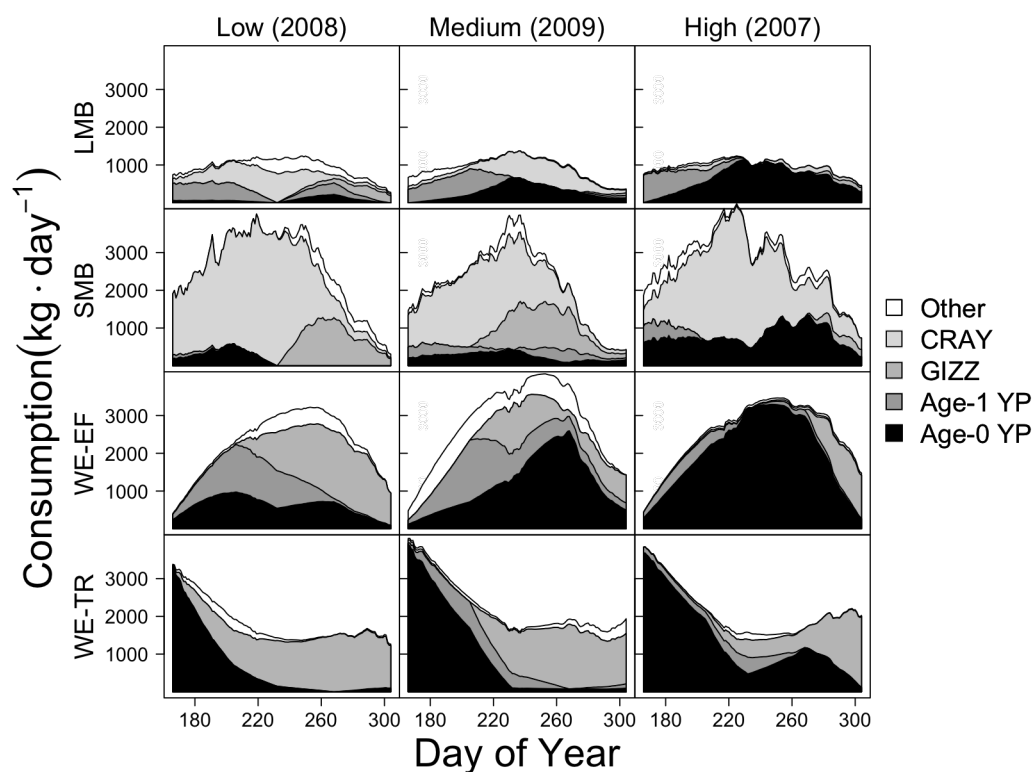 Low (2008) Medium (2009) High (2007)
LMB
3000
2000
1000
SMB
3000
2000
1000
WE-EF
3000
2000
1000
WE-TR
3000
2000
1000
Consumption(kg · day⁻¹)
180 220 260 300 180 220 260 300 180 220 260 300
Day of Year
Other
CRAY
GIZZ
Age-1 YP
Age-0 YP